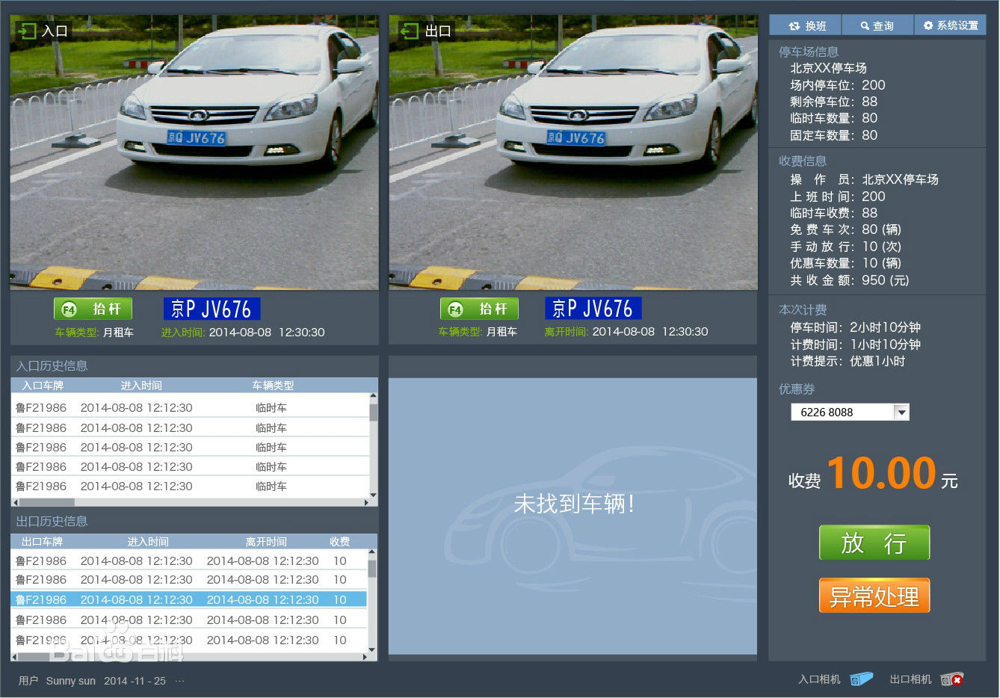 入口
京Q JV676
F4 抬杆
京P JV676
车辆类型: 月租车
进入时间: 2014-08-08 12:30:30
出口
京Q JV676
F4 抬杆
京P JV676
车辆类型: 月租车
离开时间: 2014-08-08 12:30:30
换班 查询 系统设置
停车场信息
北京XX停车场
场内停车位: 200
剩余停车位: 88
临时车数量: 80
固定车数量: 80
收费信息
操 作 员: 北京XX停车场
上 班 时 间: 200
临时车收费: 88
免 费 车 次: 80 (辆)
手 动 放 行: 10 (次)
优惠车数量: 10 (辆)
共 收 金 额: 950 (元)
本次计费
停车时间: 2小时10分钟
计费时间: 1小时10分钟
计费提示: 优惠1小时
优惠券
6226 8088
收费 10.00 元
放 行
异常处理
入口历史信息
入口车牌 进入时间 车辆类型
鲁F21986 2014-08-08 12:12:30 临时车
鲁F21986 2014-08-08 12:12:30 临时车
鲁F21986 2014-08-08 12:12:30 临时车
鲁F21986 2014-08-08 12:12:30 临时车
鲁F21986 2014-08-08 12:12:30 临时车
出口历史信息
出口车牌 进入时间 离开时间 收费
鲁F21986 2014-08-08 12:12:30 2014-08-08 12:12:30 10
鲁F21986 2014-08-08 12:12:30 2014-08-08 12:12:30 10
鲁F21986 2014-08-08 12:12:30 2014-08-08 12:12:30 10
鲁F21986 2014-08-08 12:12:30 2014-08-08 12:12:30 10
鲁F21986 2014-08-08 12:12:30 2014-08-08 12:12:30 10
Bai 百科
未找到车辆!
用户 Sunny sun 2014 -11 - 25 ...
入口相机 出口相机